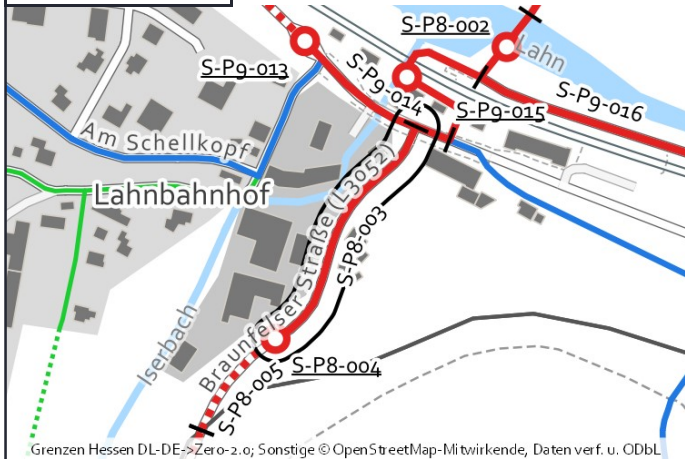 S-P8-002
Lahn
S-P9-013
S-P9-014
S-P9-015
S-P9-016
Am Schellkopf
Lahnbahnhof
Braunfelser Straße (L3052)
S-P8-003
Iserbach
S-P8-004
S-P8-005
Grenzen Hessen DL-DE->Zero-2.0; Sonstige © OpenStreetMap-Mitwirkende, Daten verf. u. ODbL